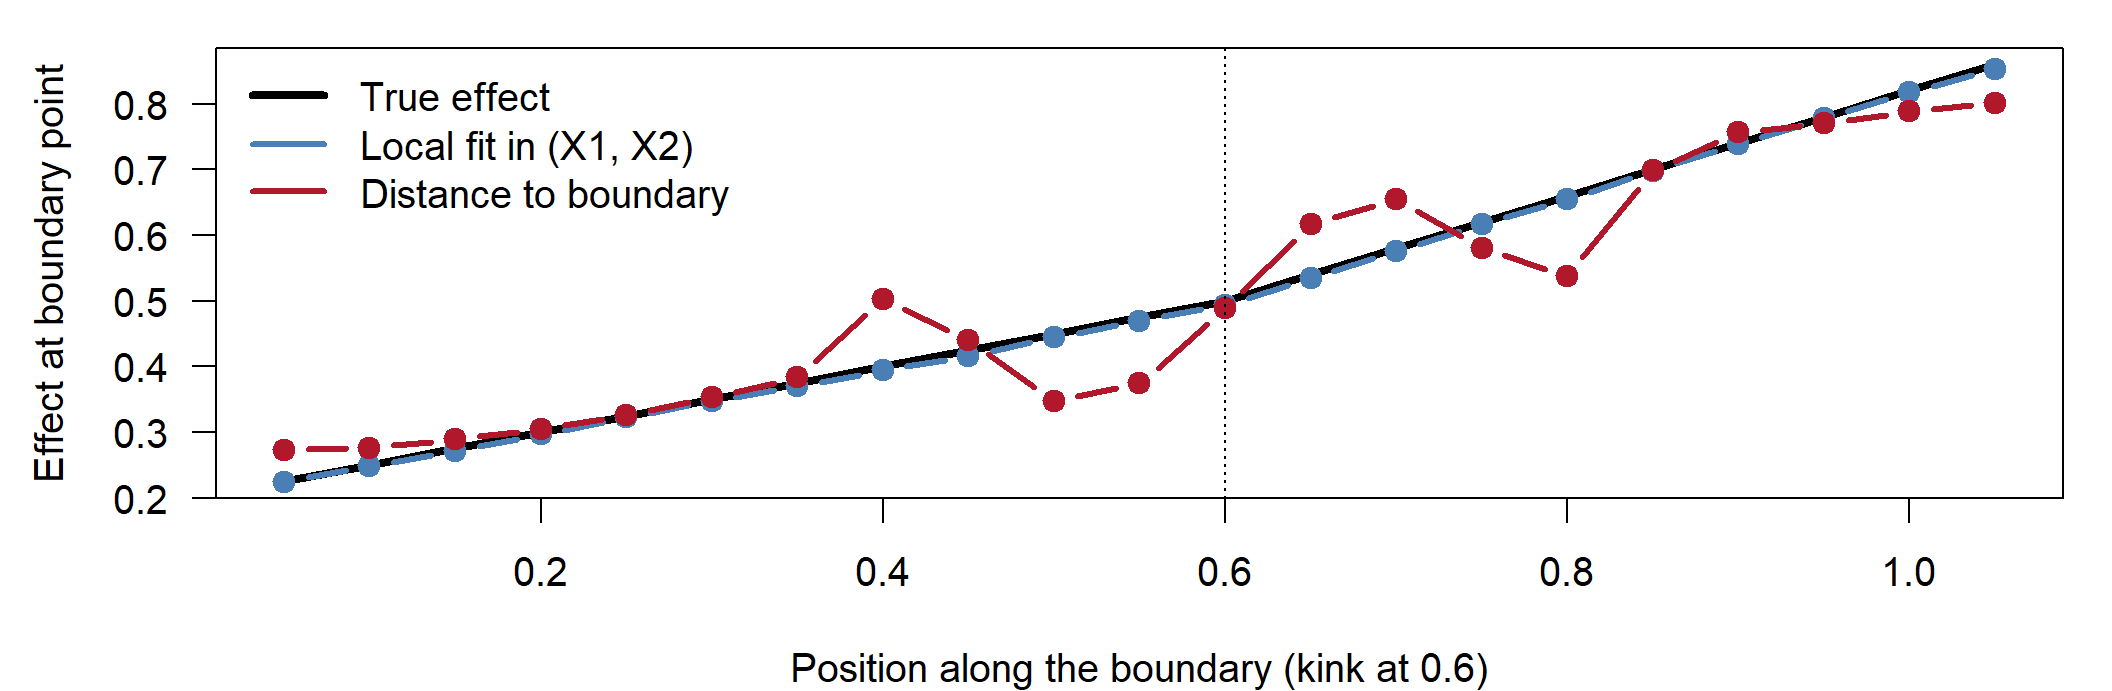 Effect at boundary point
0.8
0.7
0.6
0.5
0.4
0.3
0.2
True effect
Local fit in (X1, X2)
Distance to boundary
0.2 0.4 0.6 0.8 1.0
Position along the boundary (kink at 0.6)